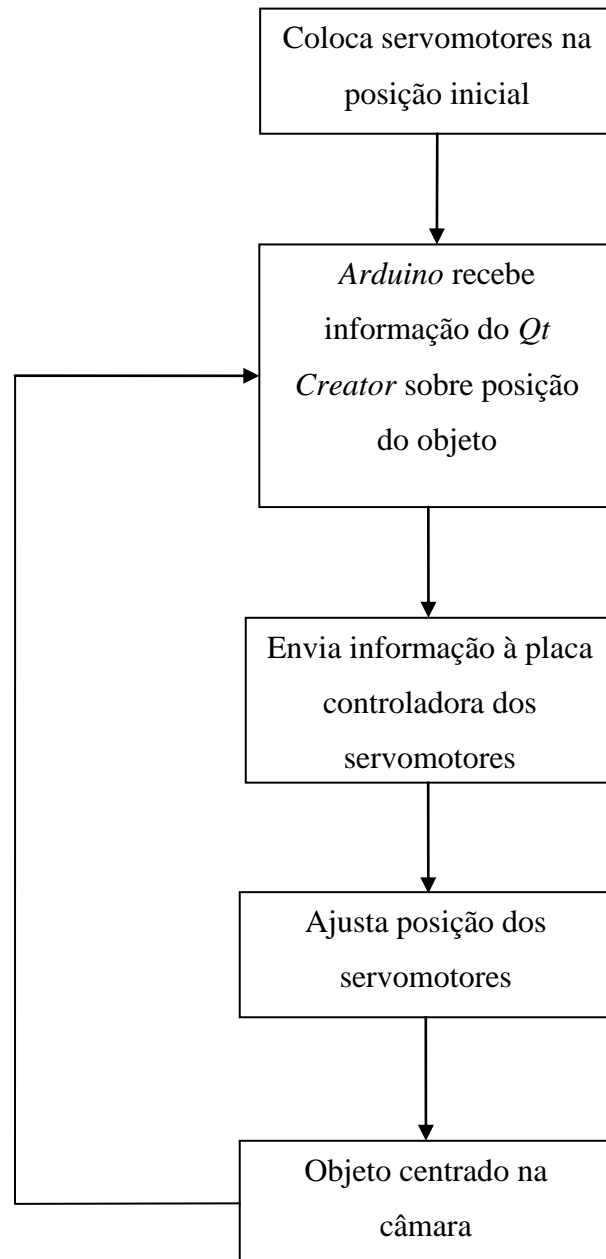 Coloca servomotores na
posição inicial
Arduino recebe
informação do Qt
Creator sobre posição
do objeto
Envia informação à placa
controladora dos
servomotores
Ajusta posição dos
servomotores
Objeto centrado na
câmara